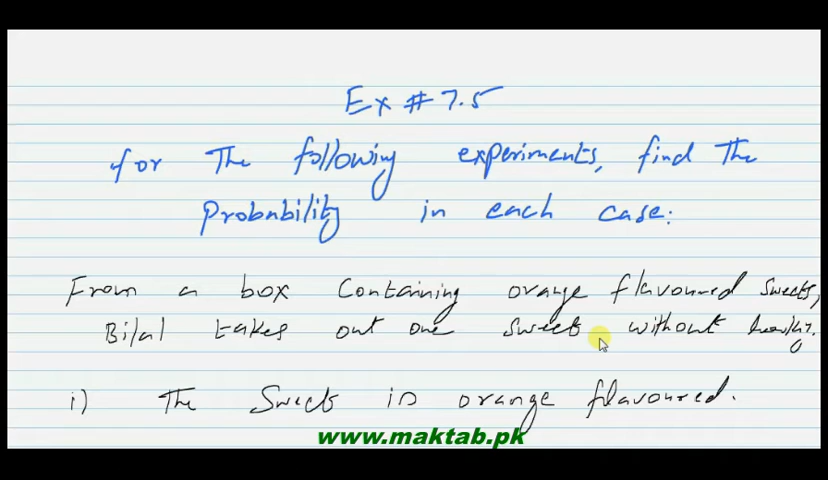 Ex # 7.5
for The following experiments, find The
Probability in each case:
From a box Containing orange flavoured sweets,
Bilal takes out one sweet without
i) The Sweet is orange flavoured.
www.maktab.pk